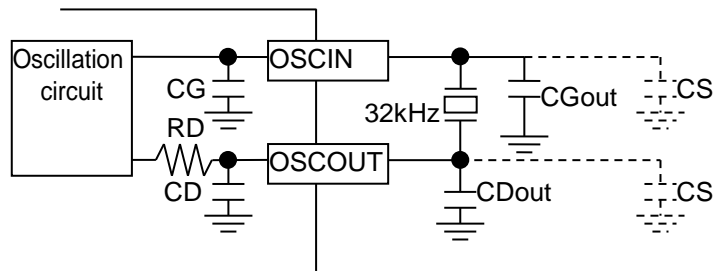 Oscillation
circuit
OSCIN
CG
RD
CD
OSCOUT
32kHz
CGout
CS
CDout
CS